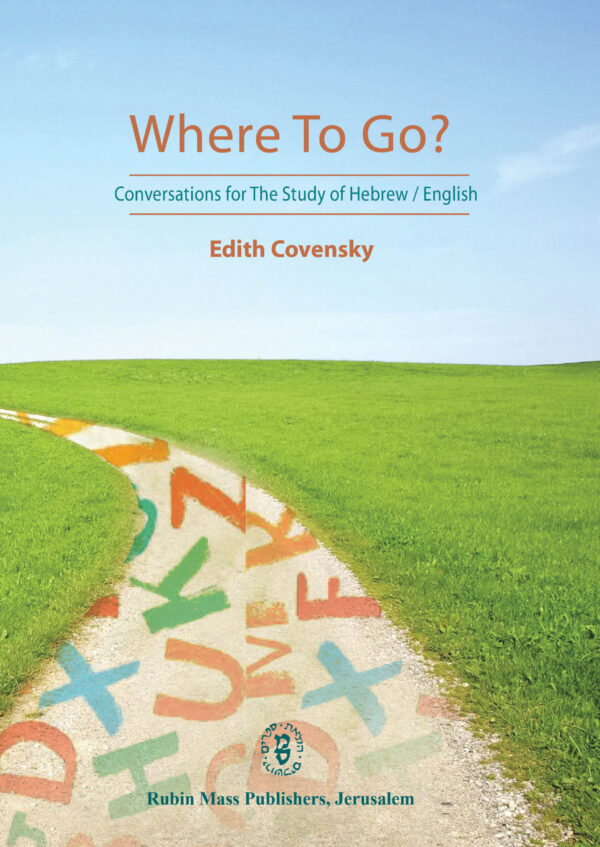 Where To Go?
Conversations for The Study of Hebrew / English
Edith Covensky
Z
K
K
F
U
X
X
D
H
D
Rubin Mass Publishers, Jerusalem